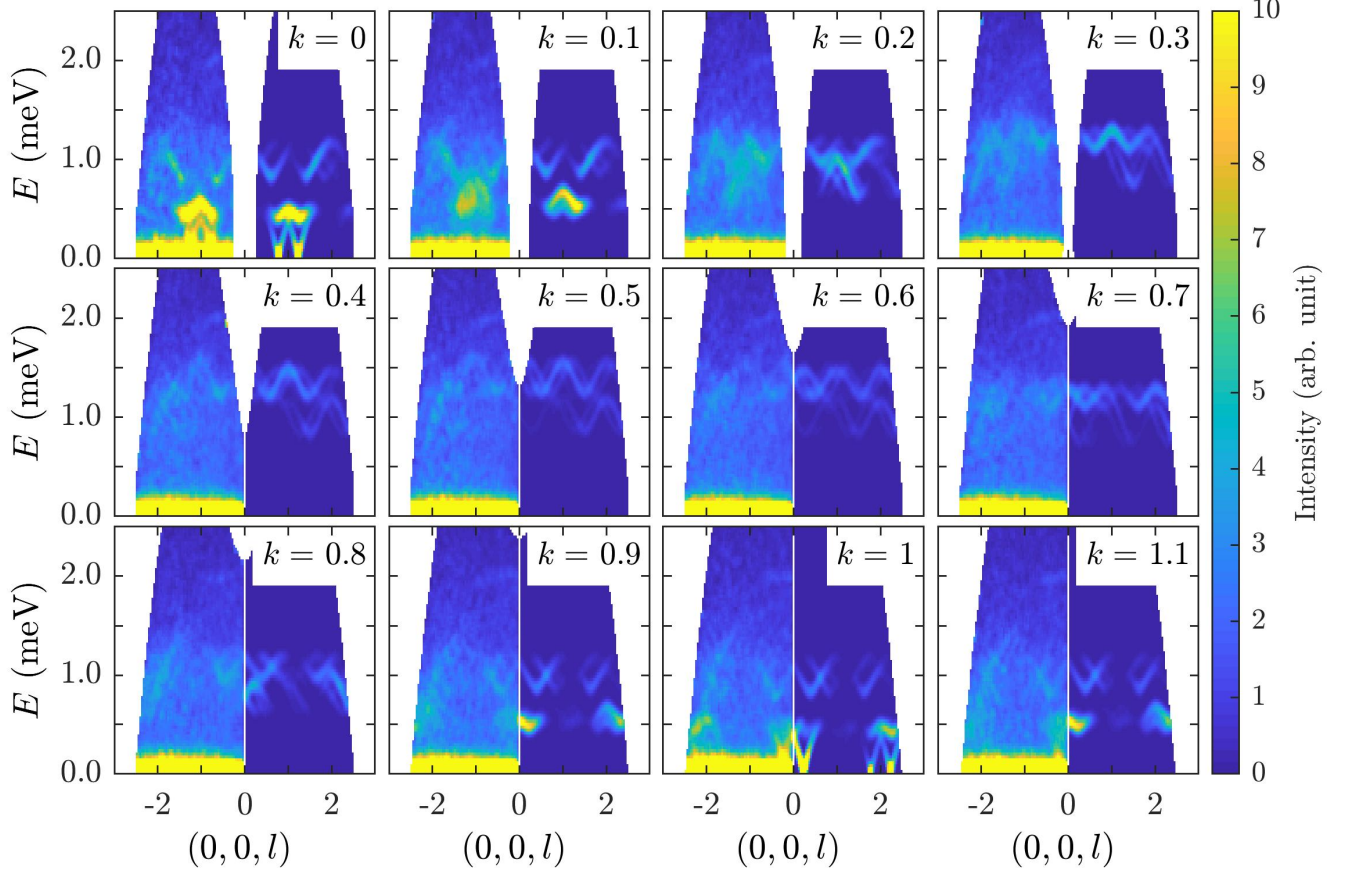 k = 0
k = 0.1
k = 0.2
k = 0.3
10
9
8
7
6
5
4
3
2
1
0
Intensity (arb. unit)
2.0
1.0
0.0
E (meV)
k = 0.4
k = 0.5
k = 0.6
k = 0.7
2.0
1.0
0.0
E (meV)
k = 0.8
k = 0.9
k = 1
k = 1.1
2.0
1.0
0.0
E (meV)
-2 0 2
-2 0 2
-2 0 2
-2 0 2
(0, 0, l)
(0, 0, l)
(0, 0, l)
(0, 0, l)